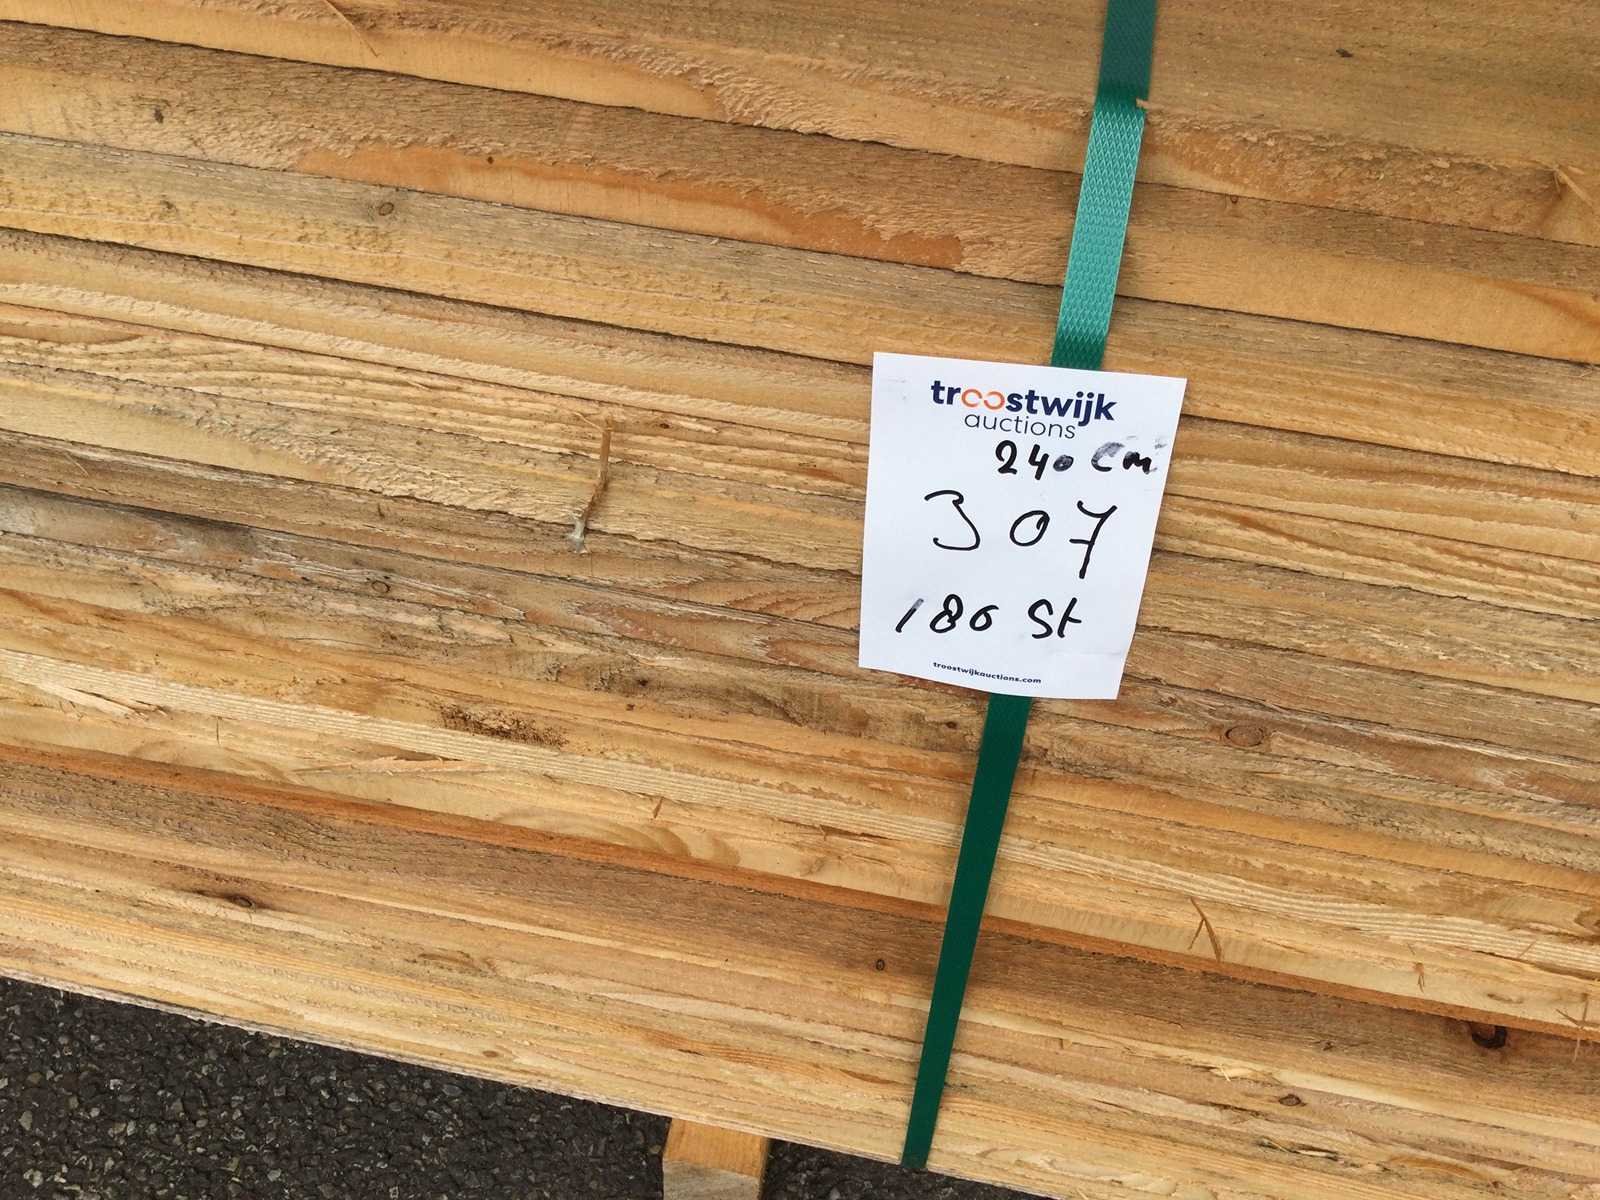 troostwijk
auctions
240 cm
307
180 St
troostwijkauctions.com